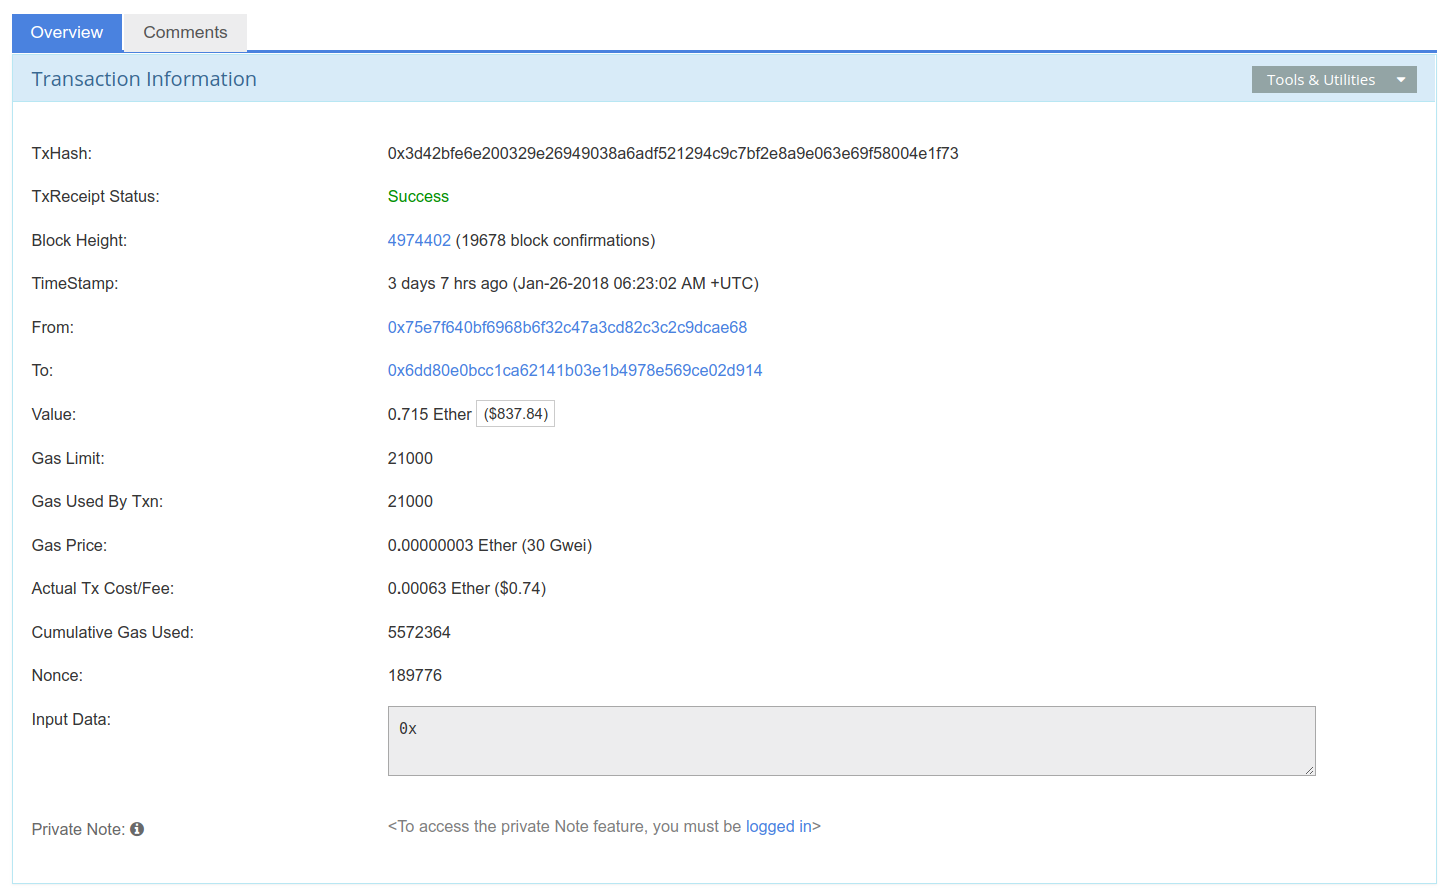 Overview Comments
Transaction Information Tools & Utilities
TxHash: 0x3d42bfe6e200329e26949038a6adf521294c9c7bf2e8a9e063e69f58004e1f73
TxReceipt Status: Success
Block Height: 4974402 (19678 block confirmations)
TimeStamp: 3 days 7 hrs ago (Jan-26-2018 06:23:02 AM +UTC)
From: 0x75e7f640bf6968b6f32c47a3cd82c3c2c9dcae68
To: 0x6dd80e0bcc1ca62141b03e1b4978e569ce02d914
Value: 0.715 Ether ($837.84)
Gas Limit: 21000
Gas Used By Txn: 21000
Gas Price: 0.00000003 Ether (30 Gwei)
Actual Tx Cost/Fee: 0.00063 Ether ($0.74)
Cumulative Gas Used: 5572364
Nonce: 189776
Input Data: 0x
Private Note: <To access the private Note feature, you must be logged in>